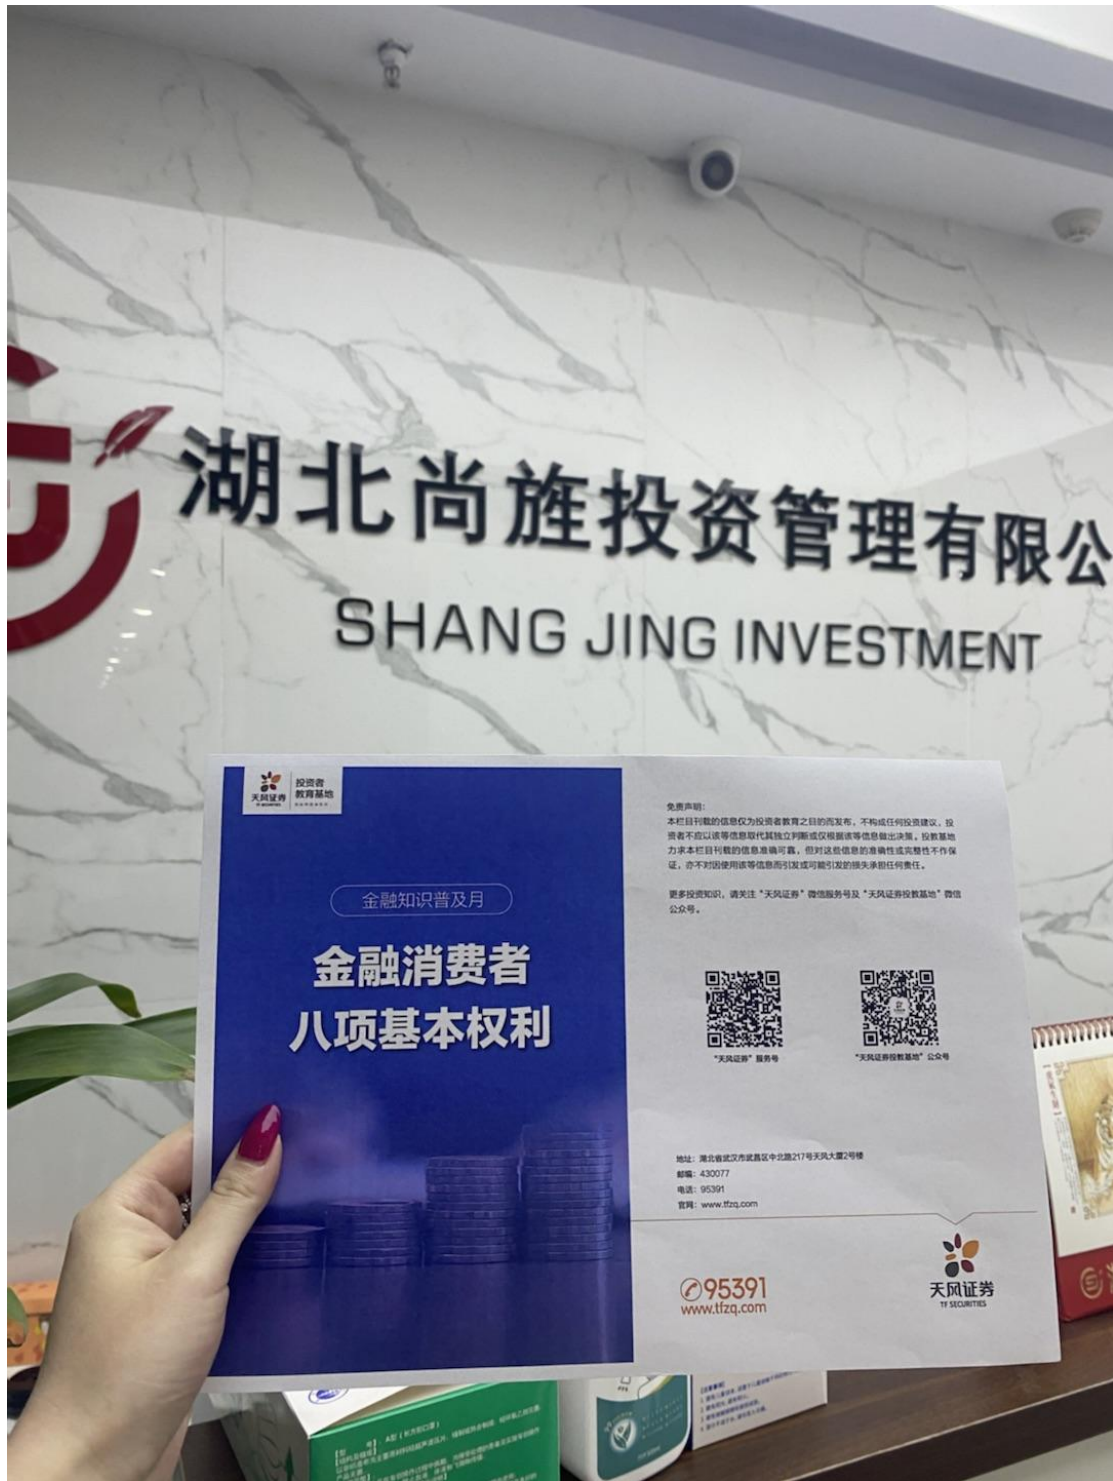 湖北尚旌投资管理有限公
SHANG JING INVESTMENT
天风证券
TF SECURITIES
投资者
教育基地
金融知识普及月
金融消费者
八项基本权利
免责声明:
本栏目刊载的信息仅为投资者教育之目的而发布，不构成任何投资建议，投
资者不应以该等信息取代其独立判断或仅根据该等信息做出决策。投教基地
力求本栏目刊载的信息准确可靠，但对这些信息的准确性或完整性不作保
证，亦不对因使用该等信息而引发或可能引发的损失承担任何责任。
更多投资知识，请关注“天风证券”微信服务号及“天风证券投教基地”微信
公众号。
“天风证券”服务号
“天风证券投教基地”公众号
地址：湖北省武汉市武昌区中北路217号天风大厦2号楼
邮编：430077
电话：95391
官网：www.tfzq.com
95391
www.tfzq.com
天风证券
TF SECURITIES